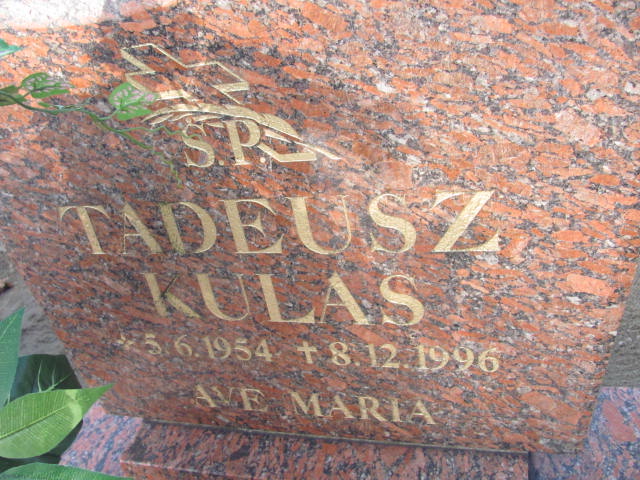 S.P.
TADEUSZ
KULAS
* 5.6.1954 ✝ 8.12.1996
AVE MARIA